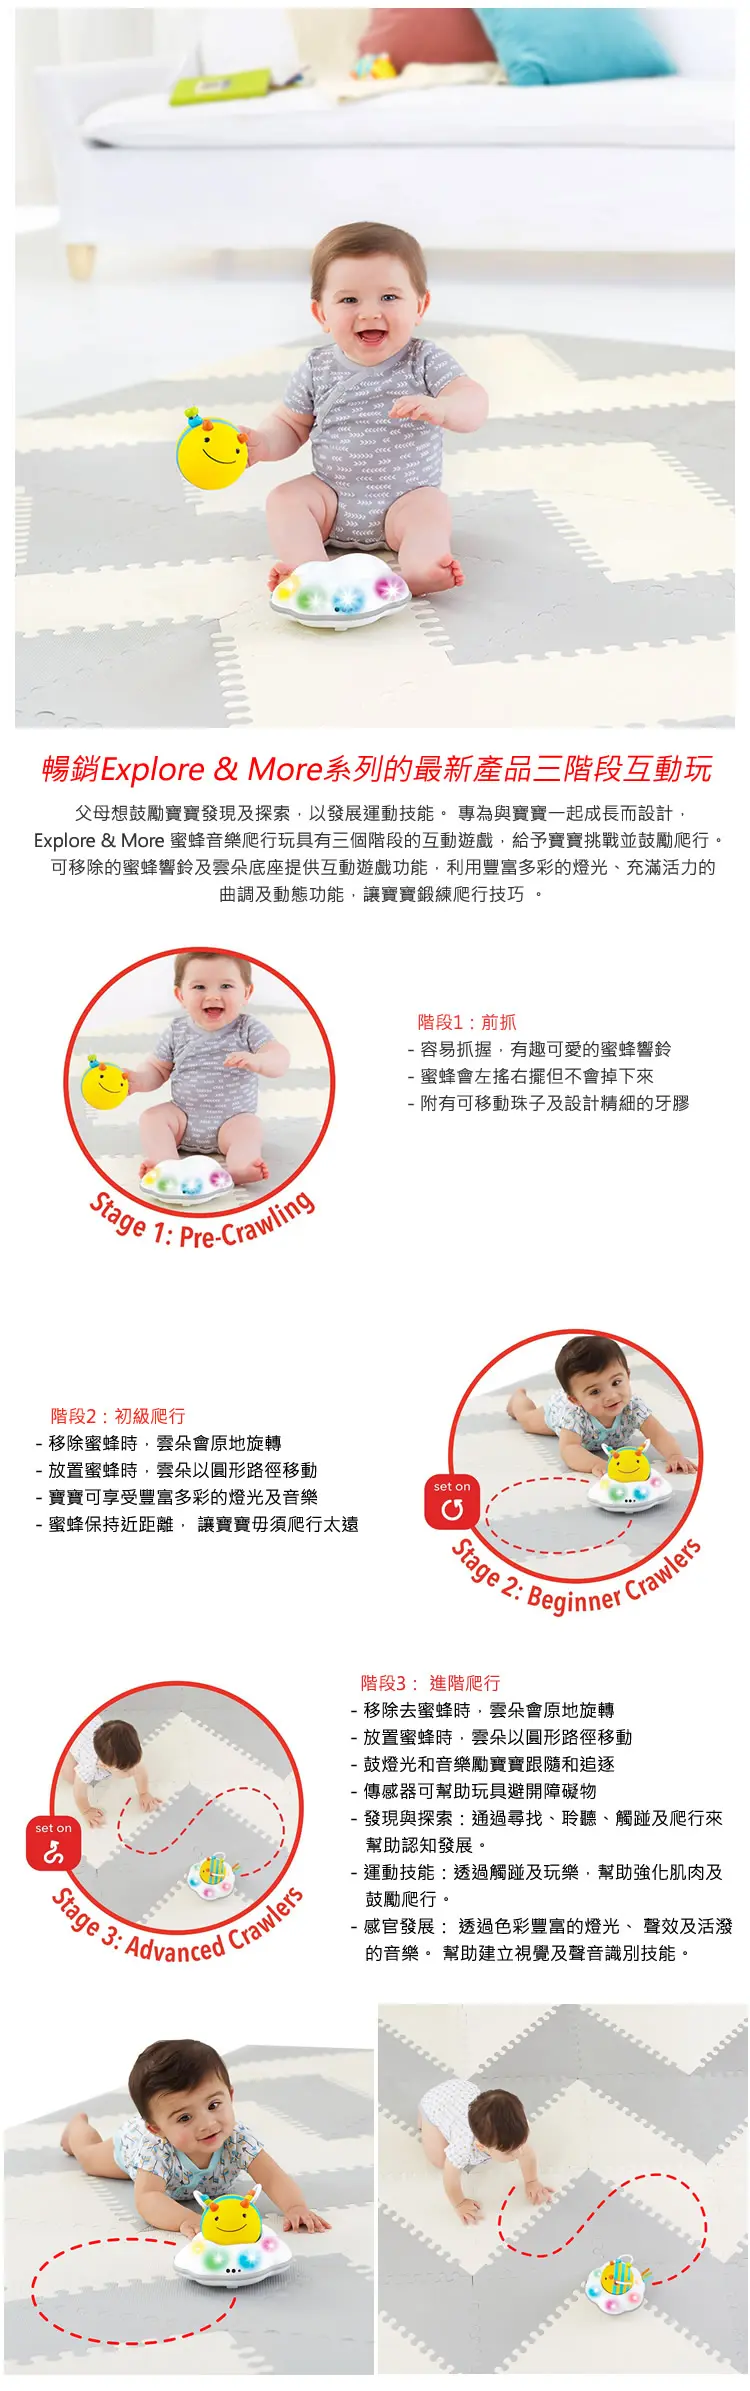 暢銷Explore & More系列的最新產品三階段互動玩
父母想鼓勵寶寶發現及探索，以發展運動技能。 專為與寶寶一起成長而設計，
Explore & More 蜜蜂音樂爬行玩具有三個階段的互動遊戲，給予寶寶挑戰並鼓勵爬行。
可移除的蜜蜂響鈴及雲朵底座提供互動遊戲功能，利用豐富多彩的燈光、充滿活力的
曲調及動態功能，讓寶寶鍛練爬行技巧 。
階段1：前抓
- 容易抓握，有趣可愛的蜜蜂響鈴
- 蜜蜂會左搖右擺但不會掉下來
- 附有可移動珠子及設計精細的牙膠
Stage 1: Pre-Crawling
階段2：初級爬行
- 移除蜜蜂時，雲朵會原地旋轉
- 放置蜜蜂時，雲朵以圓形路徑移動
- 寶寶可享受豐富多彩的燈光及音樂
- 蜜蜂保持近距離， 讓寶寶毋須爬行太遠
set on
Stage 2: Beginner Crawlers
階段3： 進階爬行
- 移除去蜜蜂時，雲朵會原地旋轉
- 放置蜜蜂時，雲朵以圓形路徑移動
- 鼓燈光和音樂勵寶寶跟隨和追逐
- 傳感器可幫助玩具避開障礙物
- 發現與探索：通過尋找、聆聽、觸踫及爬行來
幫助認知發展。
- 運動技能：透過觸踫及玩樂，幫助強化肌肉及
鼓勵爬行。
- 感官發展： 透過色彩豐富的燈光、 聲效及活潑
的音樂。 幫助建立視覺及聲音識別技能。
set on
Stage 3: Advanced Crawlers